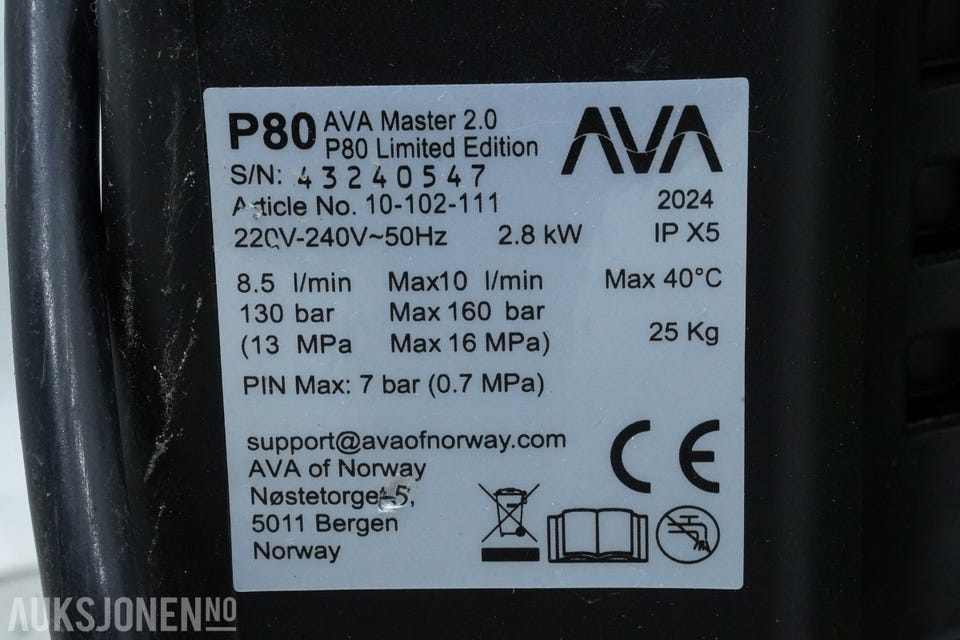 P80 AVA Master 2.0
P80 Limited Edition
AVA
S/N: 43240547
Article No. 10-102-111
2024
220V-240V~50Hz 2.8 kW IP X5
8.5 l/min Max10 l/min Max 40°C
130 bar Max 160 bar
(13 MPa Max 16 MPa)
25 Kg
PIN Max: 7 bar (0.7 MPa)
support@avaofnorway.com
AVA of Norway
Nøstetorget 5,
5011 Bergen
Norway
CE
AUKSJONEN.NO